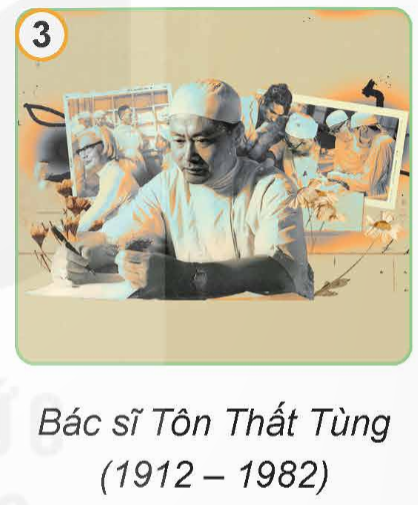 3
Bác sĩ Tôn Thất Tùng
(1912 – 1982)